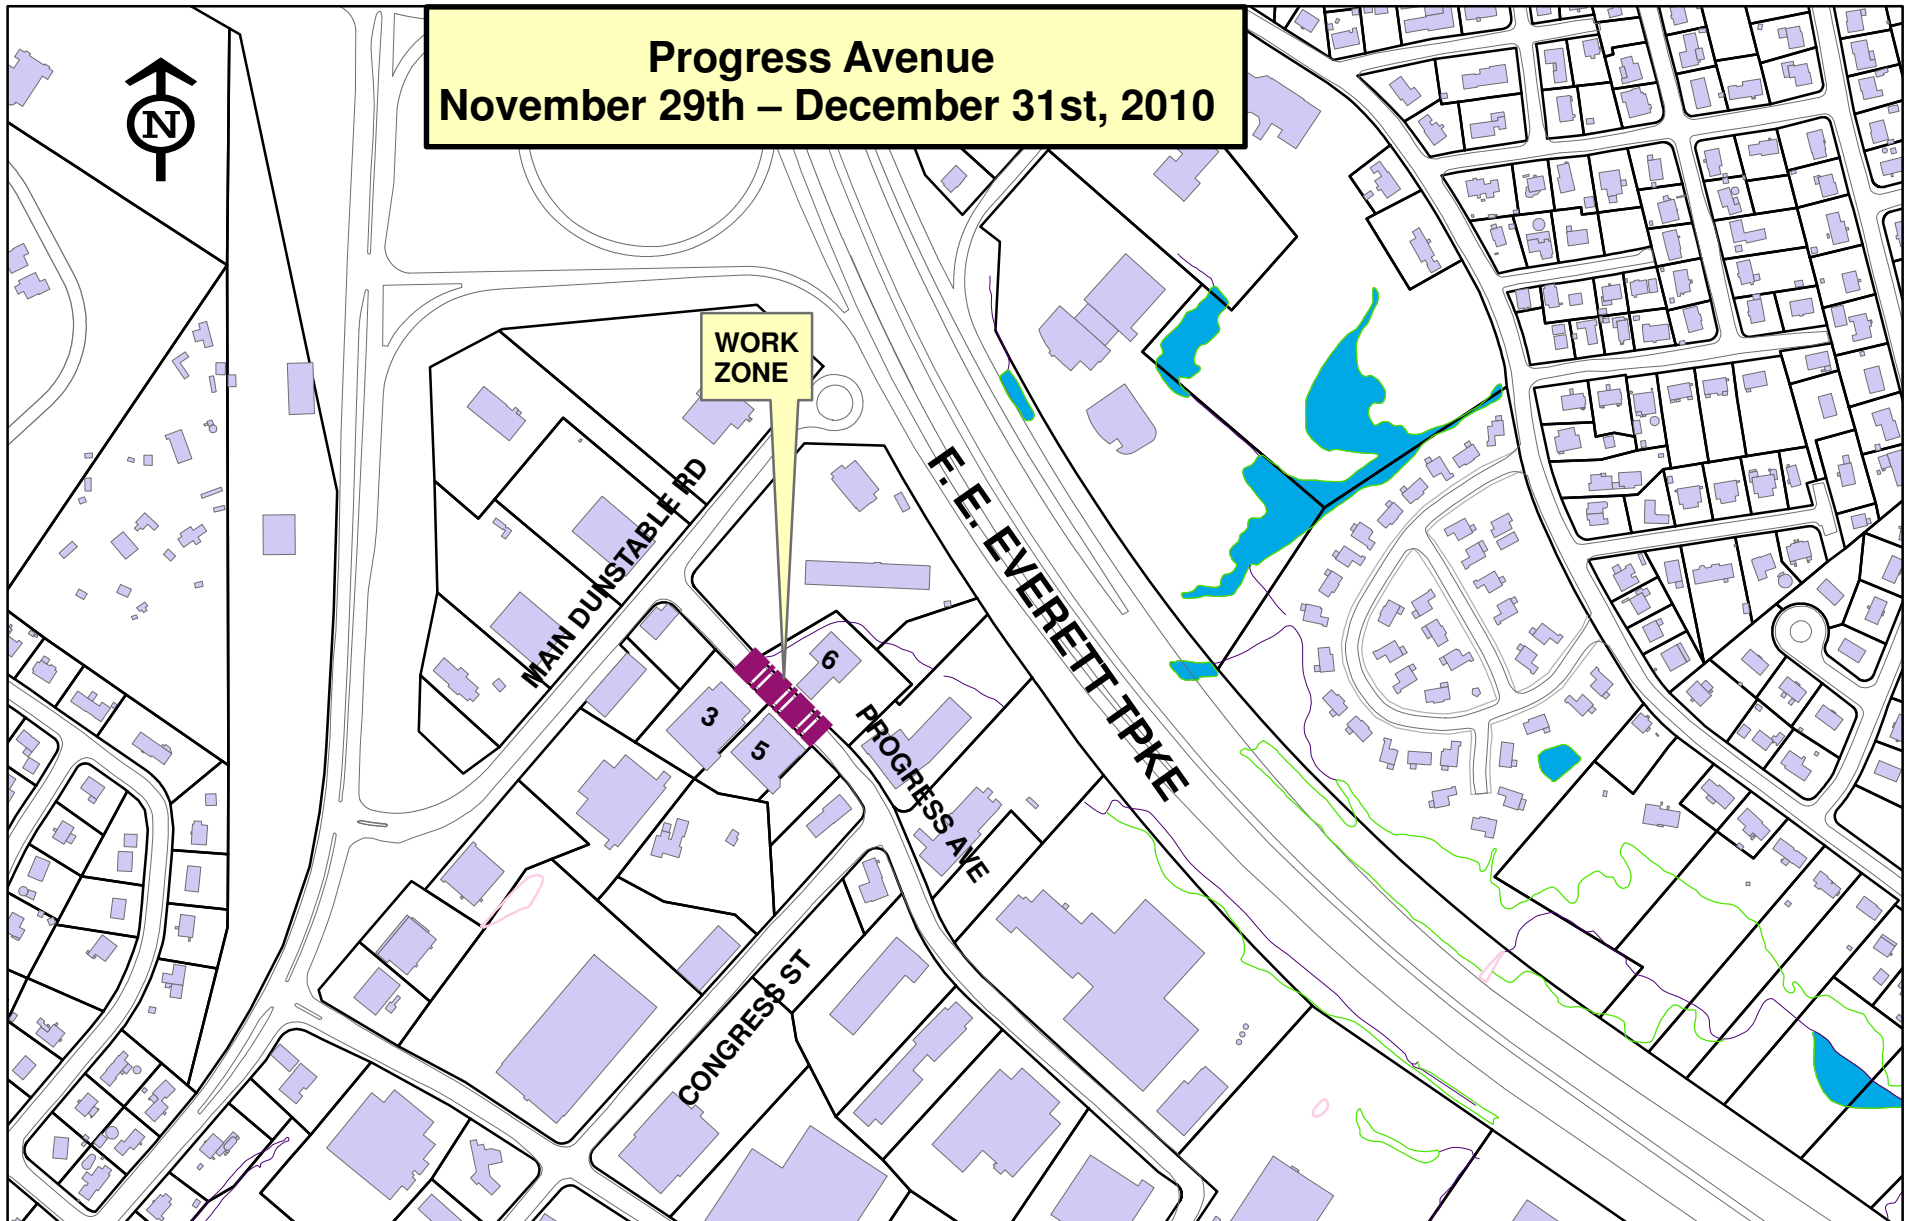 Progress Avenue
November 29th – December 31st, 2010
N
WORK
ZONE
MAIN DUNSTABLE RD
F. E. EVERETT TPKE
6
3
5
PROGRESS AVE
CONGRESS ST